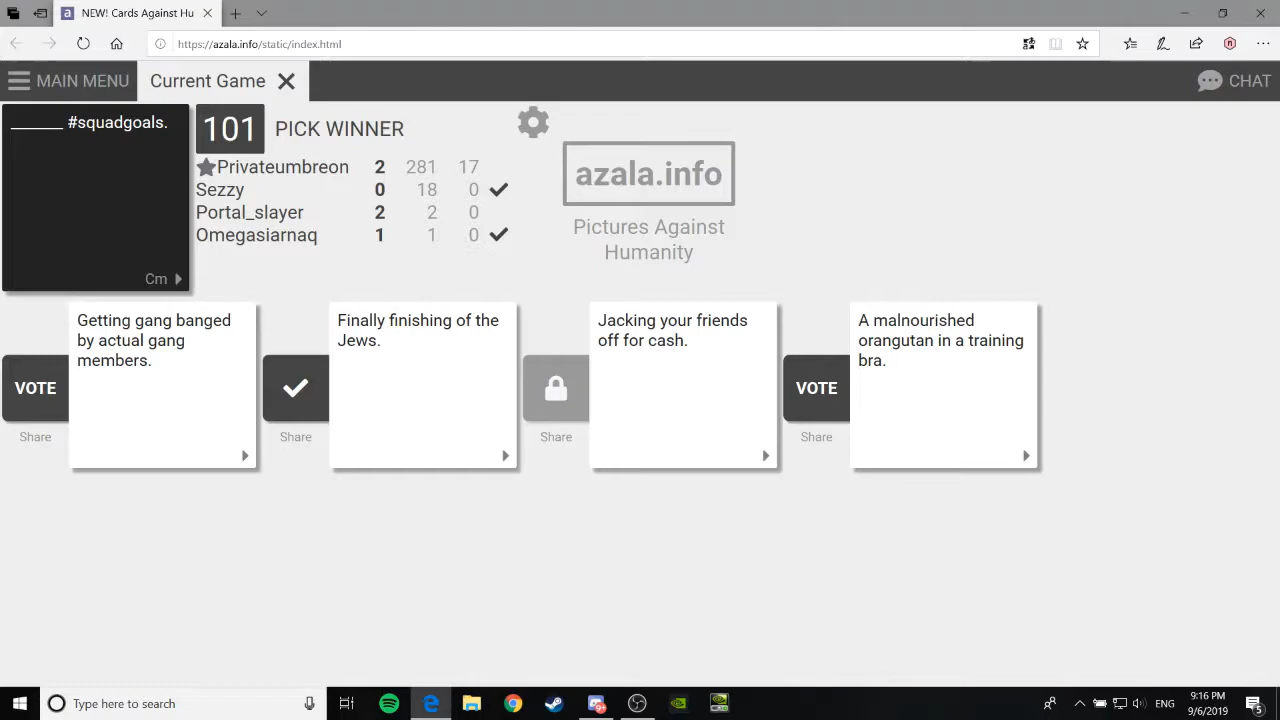 NEW! Cards Against Hu
https://azala.info/static/index.html
MAIN MENU
Current Game
CHAT
______ #squadgoals.
Cm
101 PICK WINNER
Privateumbreon 2 281 17
Sezzy 0 18 0
Portal_slayer 2 2 0
Omegasiarnaq 1 1 0
azala.info
Pictures Against
Humanity
VOTE
Share
Getting gang banged
by actual gang
members.
Share
Finally finishing of the
Jews.
Share
Jacking your friends
off for cash.
VOTE
Share
A malnourished
orangutan in a training
bra.
Type here to search
ENG
9:16 PM
9/6/2019
5